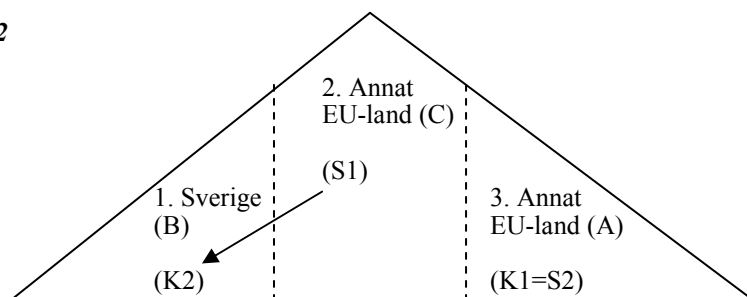 2
2. Annat
EU-land (C)
(S1)
1. Sverige
(B)
(K2)
3. Annat
EU-land (A)
(K1=S2)